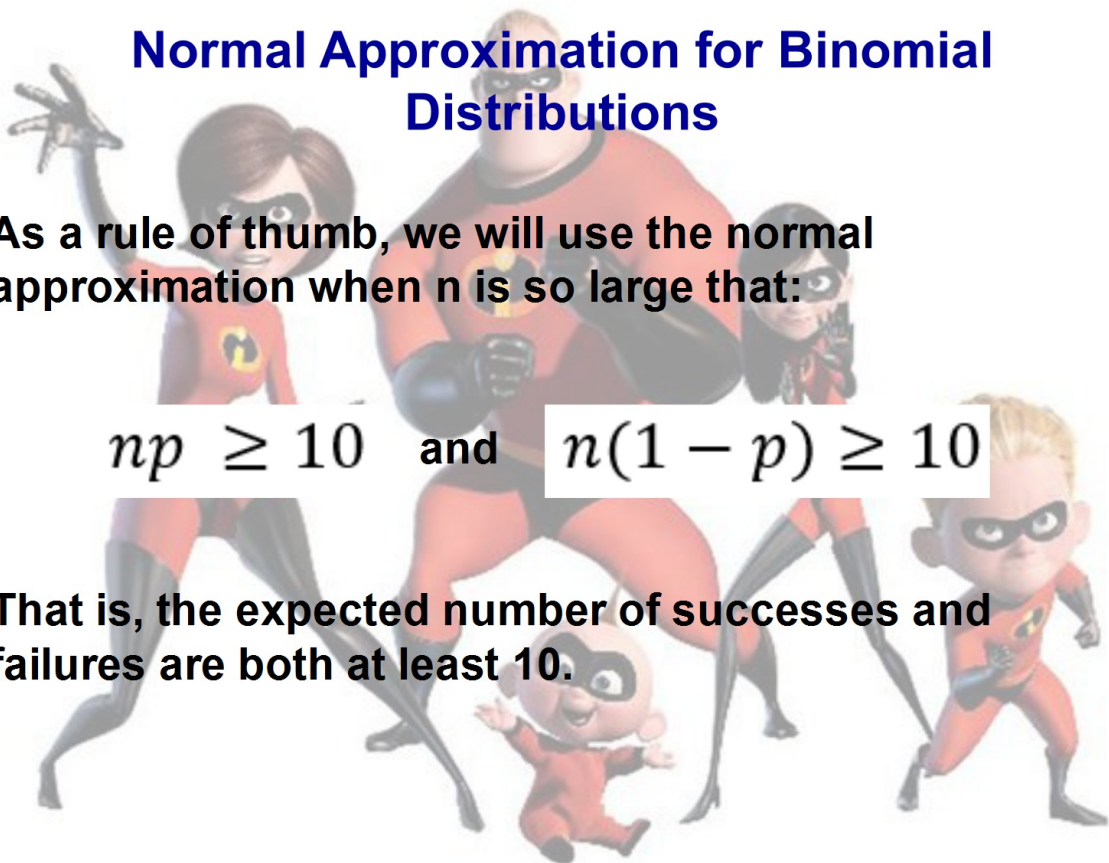 Normal Approximation for Binomial
Distributions
As a rule of thumb, we will use the normal
approximation when n is so large that:
np ≥ 10 and n(1 − p) ≥ 10
That is, the expected number of successes and
failures are both at least 10.